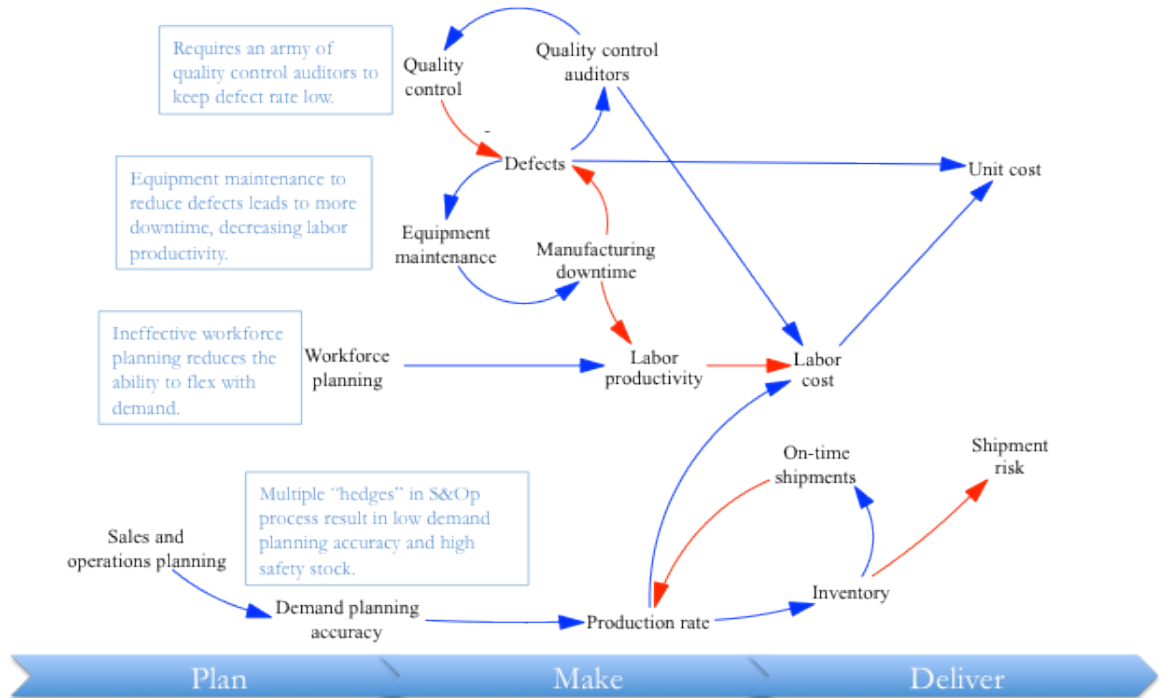 Requires an army of
quality control auditors to
keep defect rate low.
Quality
control
Quality control
auditors
-
Defects
Unit cost
Equipment maintenance to
reduce defects leads to more
downtime, decreasing labor
productivity.
Equipment
maintenance
Manufacturing
downtime
Ineffective workforce
planning reduces the
ability to flex with
demand.
Workforce
planning
Labor
productivity
Labor
cost
On-time
shipments
Shipment
risk
Multiple "hedges" in S&Op
process result in low demand
planning accuracy and high
safety stock.
Sales and
operations planning
Demand planning
accuracy
Production rate
Inventory
Plan
Make
Deliver